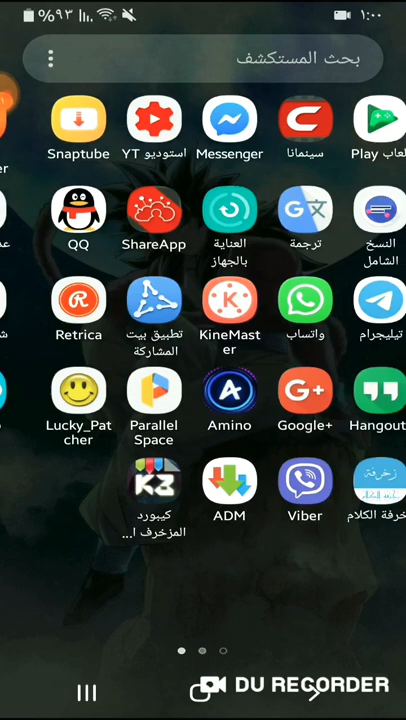 %٩٣
١:٠٠
بحث المستكشف
Snaptube
استوديو YT
Messenger
سينمانا
لعاب Play
QQ
ShareApp
العناية
بالجهاز
ترجمة
النسخ
الشامل
Retrica
تطبيق بيت
المشاركة
KineMast
er
واتساب
تيليجرام
Lucky_Pat
cher
Parallel
Space
Amino
Google+
Hangout
كيبورد
المزخرف ا...
ADM
Viber
زخرفة
خرفة الكلام
DU RECORDER